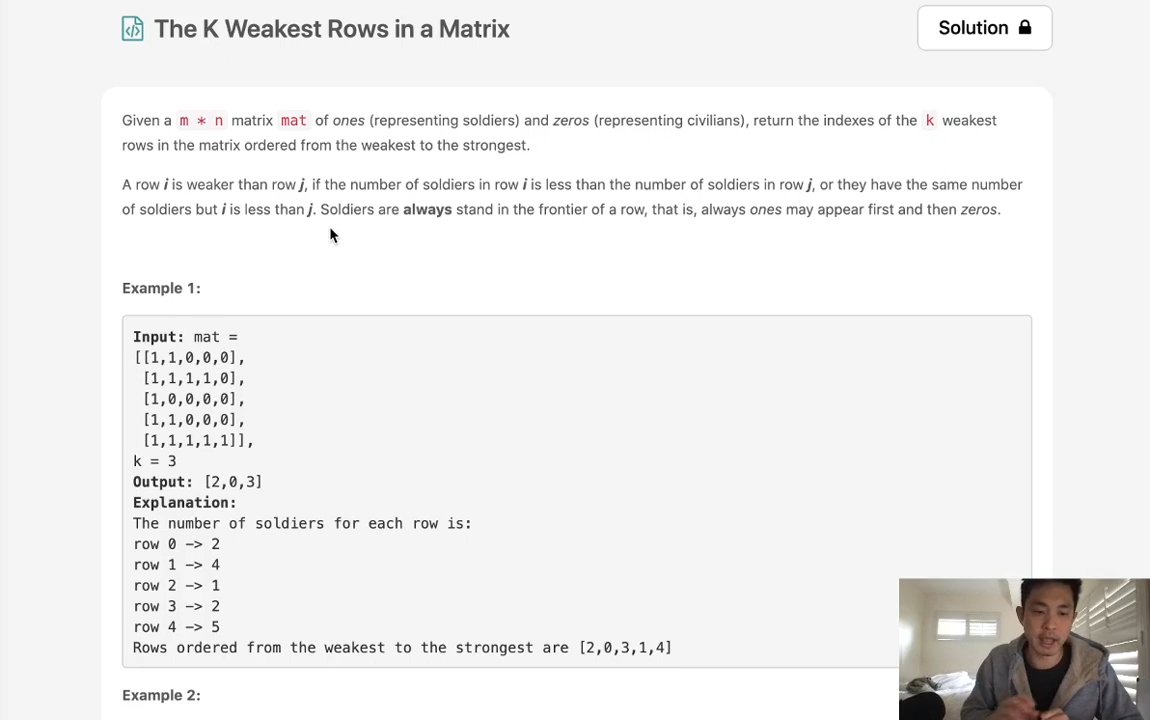 The K Weakest Rows in a Matrix
Solution
Given a m * n matrix mat of ones (representing soldiers) and zeros (representing civilians), return the indexes of the k weakest
rows in the matrix ordered from the weakest to the strongest.
A row i is weaker than row j, if the number of soldiers in row i is less than the number of soldiers in row j, or they have the same number
of soldiers but i is less than j. Soldiers are always stand in the frontier of a row, that is, always ones may appear first and then zeros.
Example 1:
Input: mat =
[[1,1,0,0,0],
[1,1,1,1,0],
[1,0,0,0,0],
[1,1,0,0,0],
[1,1,1,1,1]],
k = 3
Output: [2,0,3]
Explanation:
The number of soldiers for each row is:
row 0 -> 2
row 1 -> 4
row 2 -> 1
row 3 -> 2
row 4 -> 5
Rows ordered from the weakest to the strongest are [2,0,3,1,4]
Example 2: